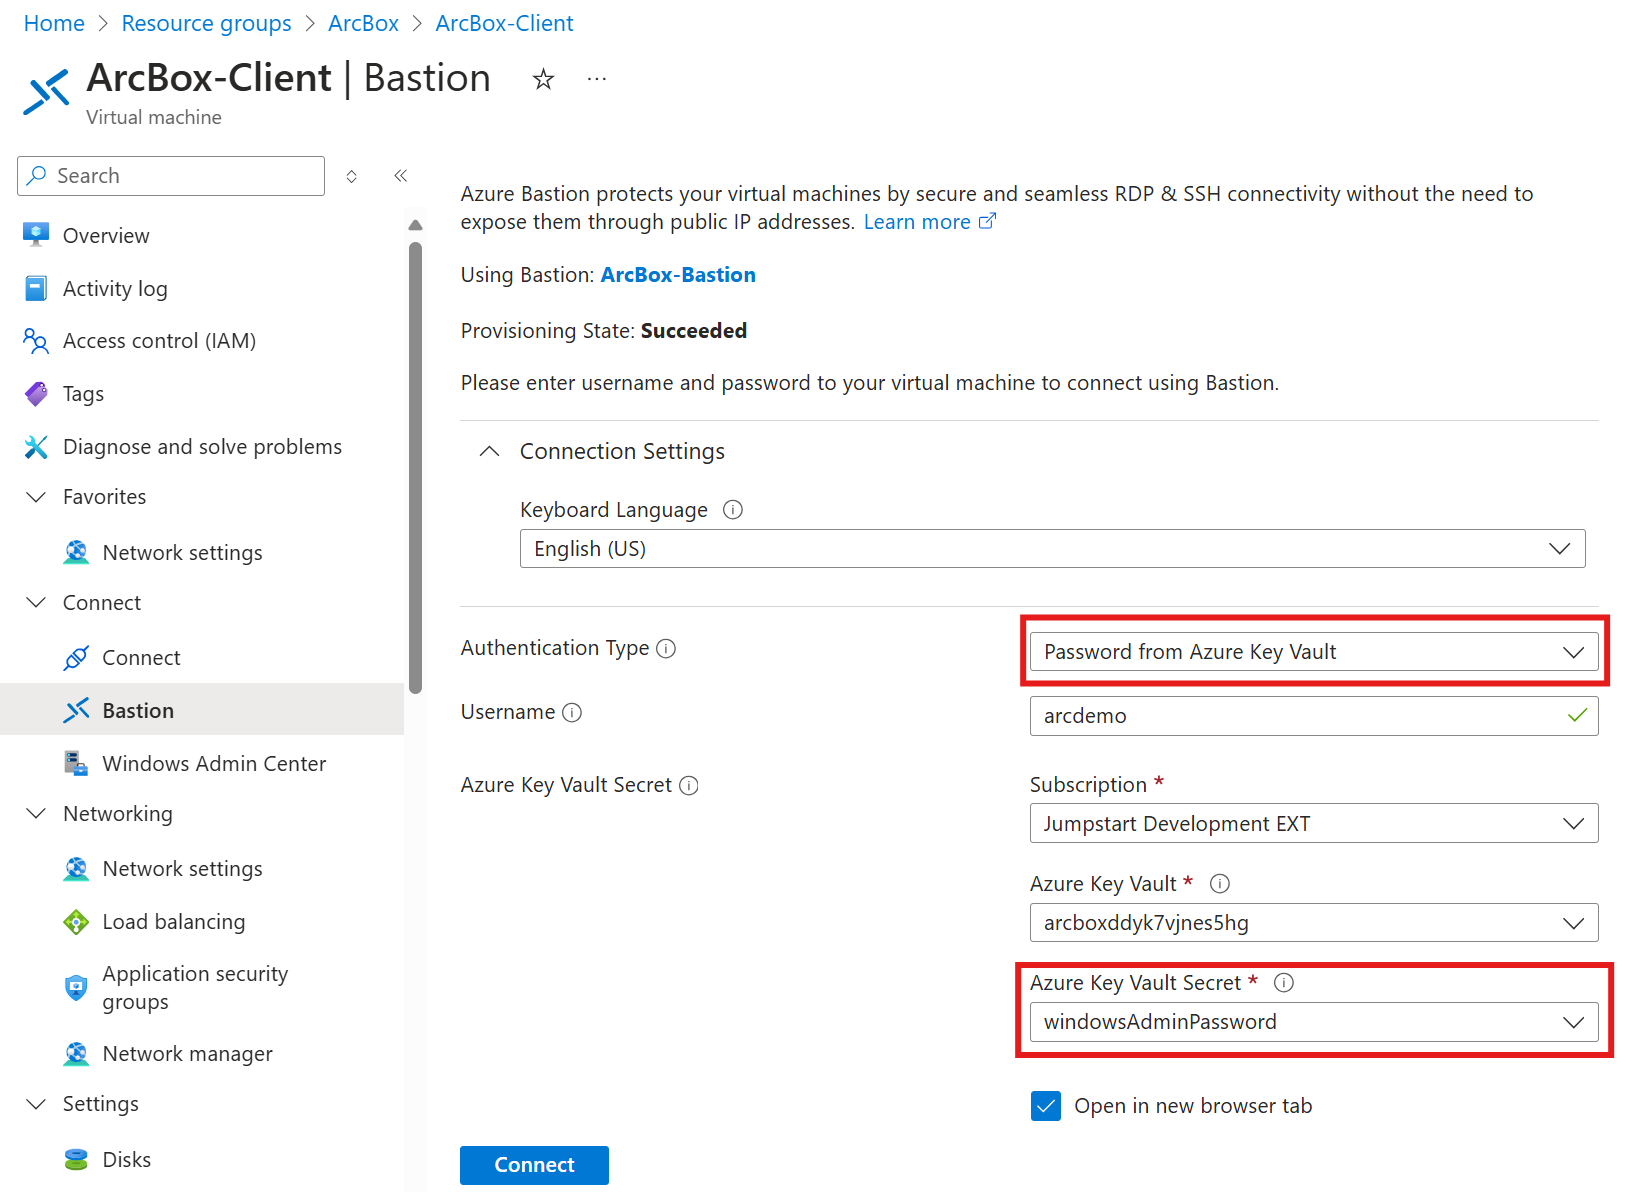 Home > Resource groups > ArcBox > ArcBox-Client
ArcBox-Client | Bastion
Virtual machine
Search
Overview
Activity log
Access control (IAM)
Tags
Diagnose and solve problems
Favorites
Network settings
Connect
Connect
Bastion
Windows Admin Center
Networking
Network settings
Load balancing
Application security
groups
Network manager
Settings
Disks
Azure Bastion protects your virtual machines by secure and seamless RDP & SSH connectivity without the need to
expose them through public IP addresses. Learn more
Using Bastion: ArcBox-Bastion
Provisioning State: Succeeded
Please enter username and password to your virtual machine to connect using Bastion.
Connection Settings
Keyboard Language
English (US)
Authentication Type
Password from Azure Key Vault
Username
arcdemo
Azure Key Vault Secret
Subscription *
Jumpstart Development EXT
Azure Key Vault *
arcboxddyk7vjnes5hg
Azure Key Vault Secret *
windowsAdminPassword
Open in new browser tab
Connect